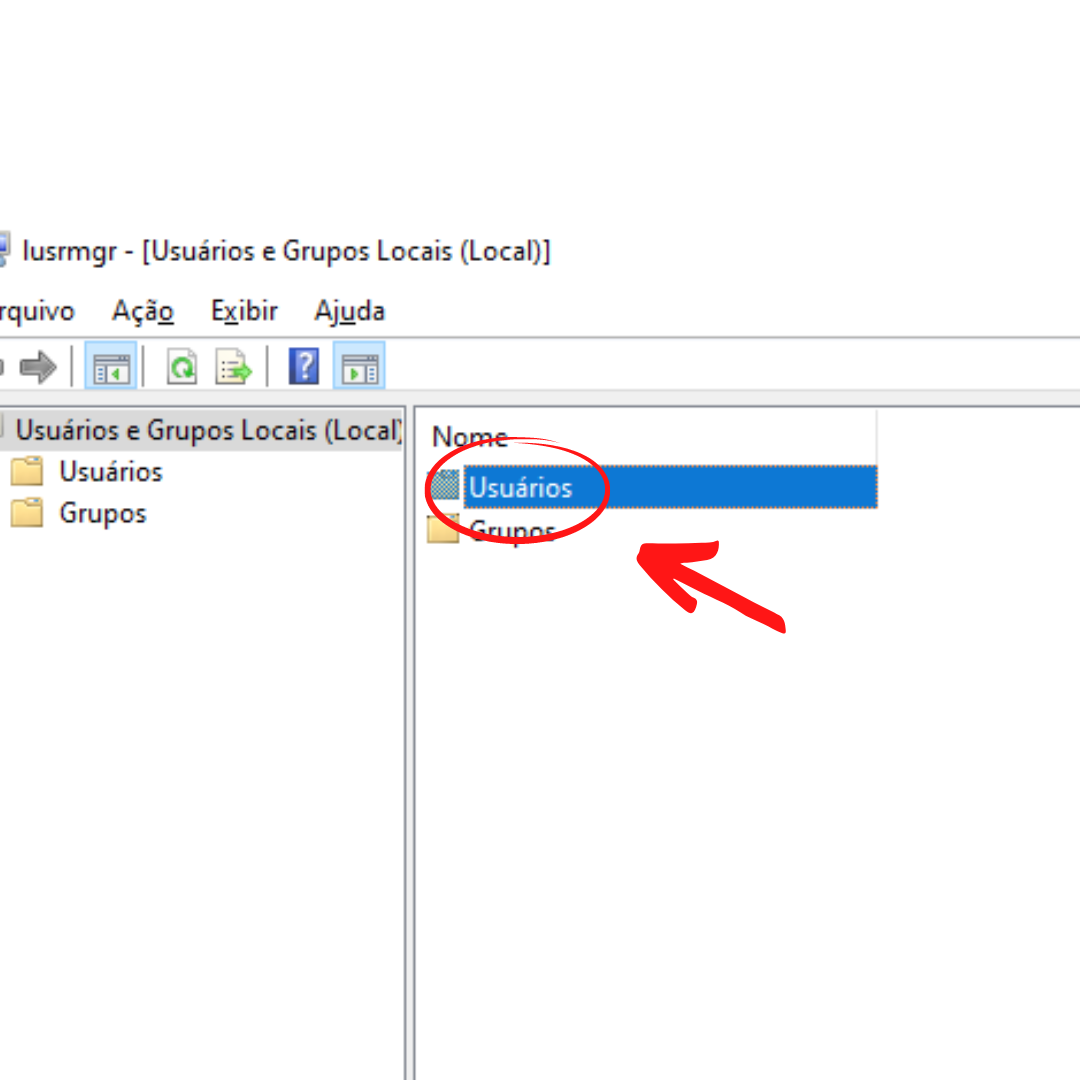 lusrmgr - [Usuários e Grupos Locais (Local)]
rquivo Ação Exibir Ajuda
?
Usuários e Grupos Locais (Local)
Usuários
Grupos
Nome
Usuários
Grupos